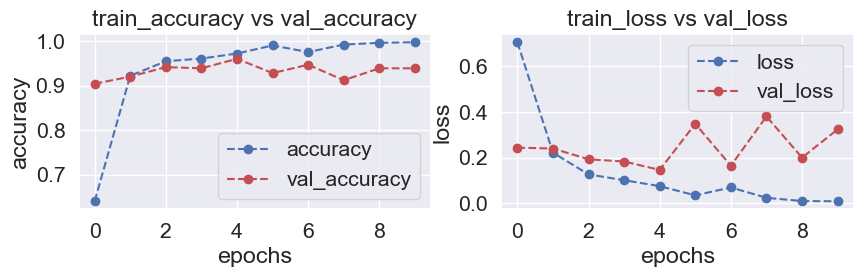 train_accuracy vs val_accuracy
1.0
0.9
0.8
0.7
accuracy
accuracy
val_accuracy
0 2 4 6 8
epochs
train_loss vs val_loss
0.6
0.4
0.2
0.0
loss
loss
val_loss
0 2 4 6 8
epochs